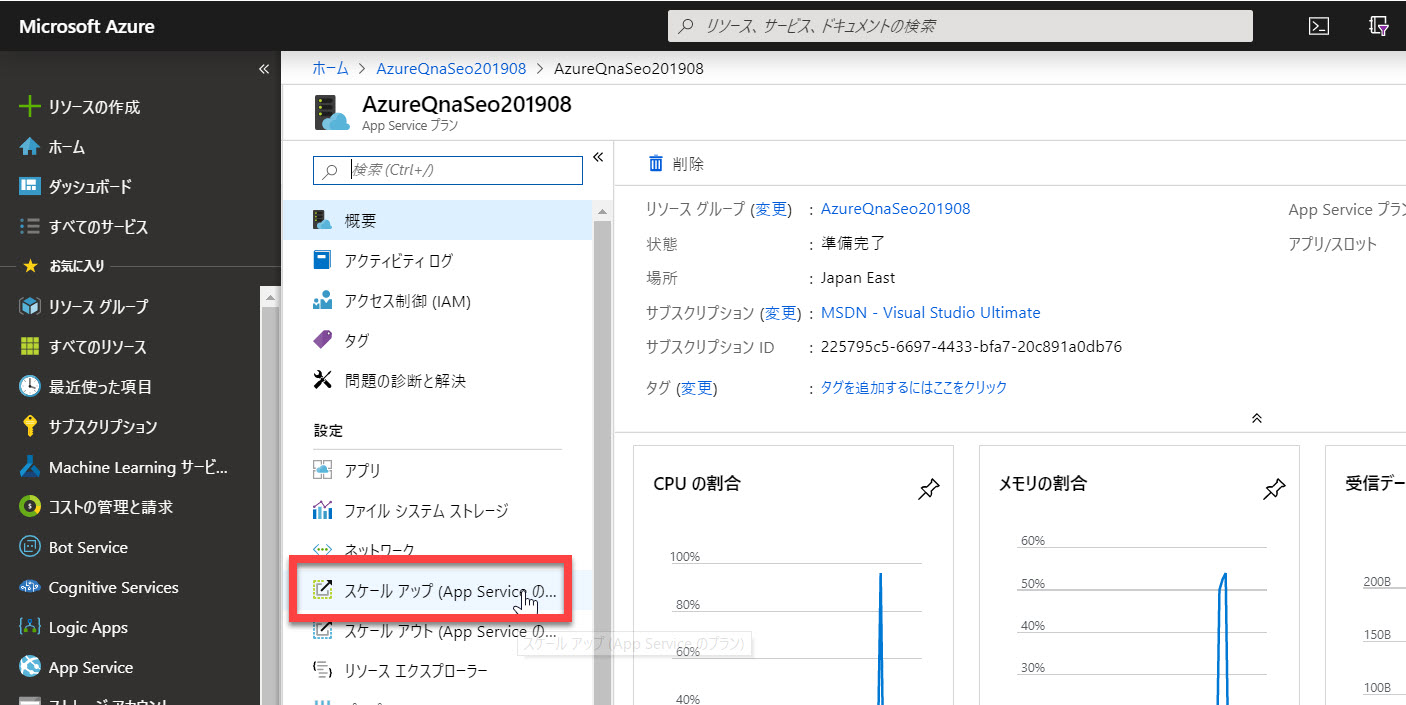 Microsoft Azure
リソース、サービス、ドキュメントの検索
ホーム > AzureQnaSeo201908 > AzureQnaSeo201908
AzureQnaSeo201908
App Service プラン
リソースの作成
ホーム
ダッシュボード
すべてのサービス
お気に入り
リソース グループ
すべてのリソース
最近使った項目
サブスクリプション
Machine Learning サービ...
コストの管理と請求
Bot Service
Cognitive Services
Logic Apps
App Service
ストレージ アカウント
検索 (Ctrl+/)
概要
アクティビティ ログ
アクセス制御 (IAM)
タグ
問題の診断と解決
設定
アプリ
ファイル システム ストレージ
ネットワーク
スケール アップ (App Service の...
スケール アウト (App Service の...
スケール アップ (App Service のプラン)
リソース エクスプローラー
削除
リソース グループ (変更) : AzureQnaSeo201908
状態 : 準備完了
場所 : Japan East
サブスクリプション (変更) : MSDN - Visual Studio Ultimate
サブスクリプション ID : 225795c5-6697-4433-bfa7-20c891a0db76
タグ (変更) : タグを追加するにはここをクリック
App Service プラン
アプリ/スロット
CPU の割合
100%
80%
60%
40%
メモリの割合
60%
50%
40%
30%
受信デー
200B
150B
100B